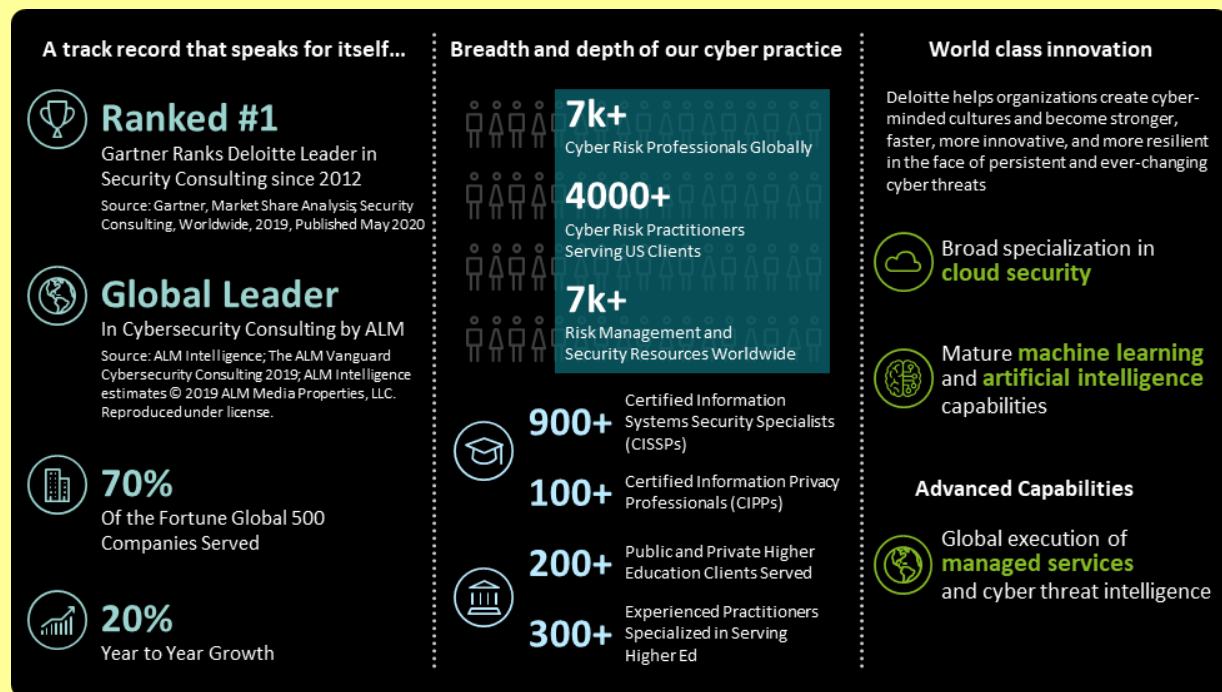 A track record that speaks for itself...
Ranked #1
Gartner Ranks Deloitte Leader in
Security Consulting since 2012
Source: Gartner, Market Share Analysis; Security
Consulting, Worldwide, 2019, Published May 2020
Global Leader
In Cybersecurity Consulting by ALM
Source: ALM Intelligence; The ALM Vanguard
Cybersecurity Consulting 2019; ALM Intelligence
estimates © 2019 ALM Media Properties, LLC.
Reproduced under license.
70%
Of the Fortune Global 500
Companies Served
20%
Year to Year Growth
Breadth and depth of our cyber practice
7k+
Cyber Risk Professionals Globally
4000+
Cyber Risk Practitioners
Serving US Clients
7k+
Risk Management and
Security Resources Worldwide
900+
Certified Information
Systems Security Specialists
(CISSPs)
100+
Certified Information Privacy
Professionals (CIPPs)
200+
Public and Private Higher
Education Clients Served
300+
Experienced Practitioners
Specialized in Serving
Higher Ed
World class innovation
Deloitte helps organizations create cyber-
minded cultures and become stronger,
faster, more innovative, and more resilient
in the face of persistent and ever-changing
cyber threats
Broad specialization in
cloud security
Mature machine learning
and artificial intelligence
capabilities
Advanced Capabilities
Global execution of
managed services
and cyber threat intelligence